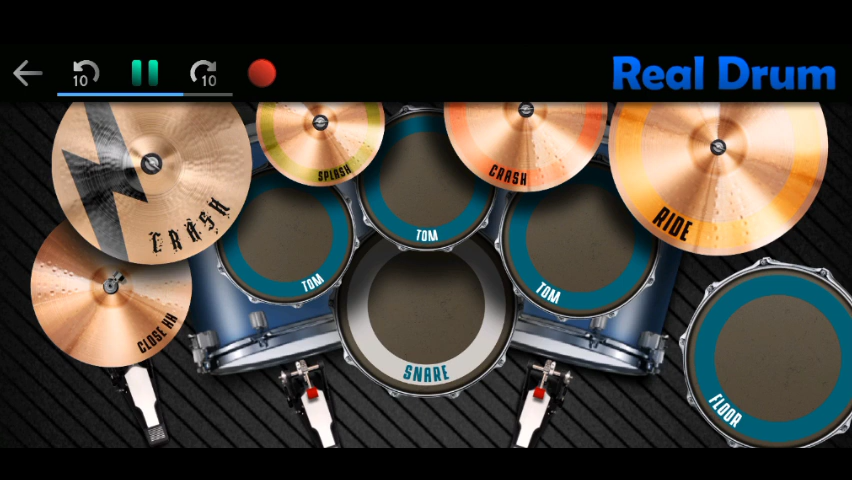 10
10
Real Drum
SPLASH
CRASH
CRASH
RIDE
TOM
TOM
TOM
CLOSE HH
SNARE
FLOOR